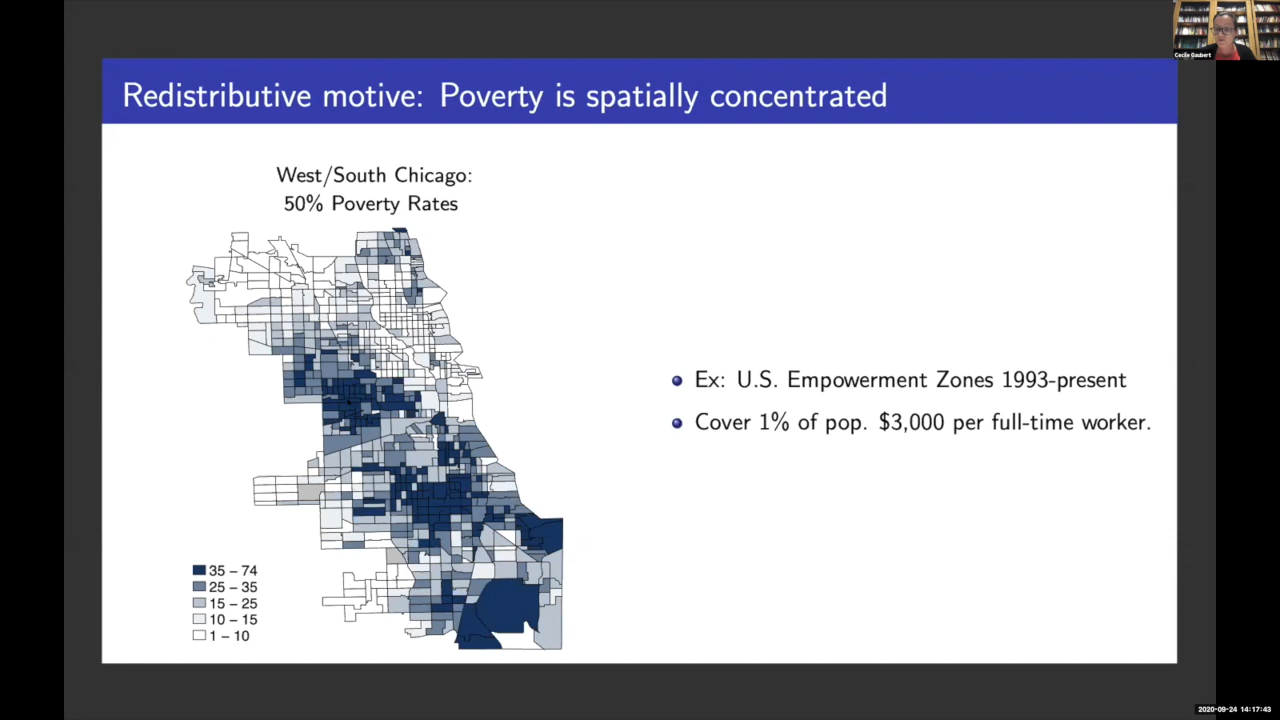 Cecile Gaubert
Redistributive motive: Poverty is spatially concentrated
West/South Chicago:
50% Poverty Rates
Ex: U.S. Empowerment Zones 1993-present
Cover 1% of pop. $3,000 per full-time worker.
35 – 74
25 – 35
15 – 25
10 – 15
1 – 10
2020-09-24 14:17:43